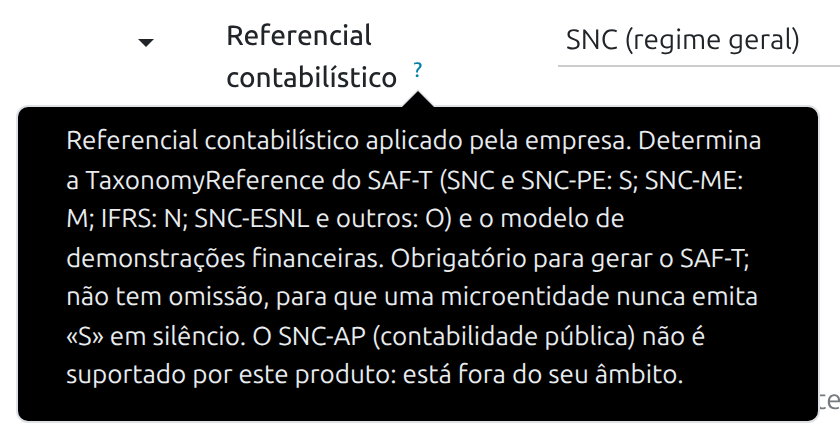 Referencial
contabilístico ?
SNC (regime geral)
Referencial contabilístico aplicado pela empresa. Determina
a TaxonomyReference do SAF-T (SNC e SNC-PE: S; SNC-ME:
M; IFRS: N; SNC-ESNL e outros: O) e o modelo de
demonstrações financeiras. Obrigatório para gerar o SAF-T;
não tem omissão, para que uma microentidade nunca emita
«S» em silêncio. O SNC-AP (contabilidade pública) não é
suportado por este produto: está fora do seu âmbito.